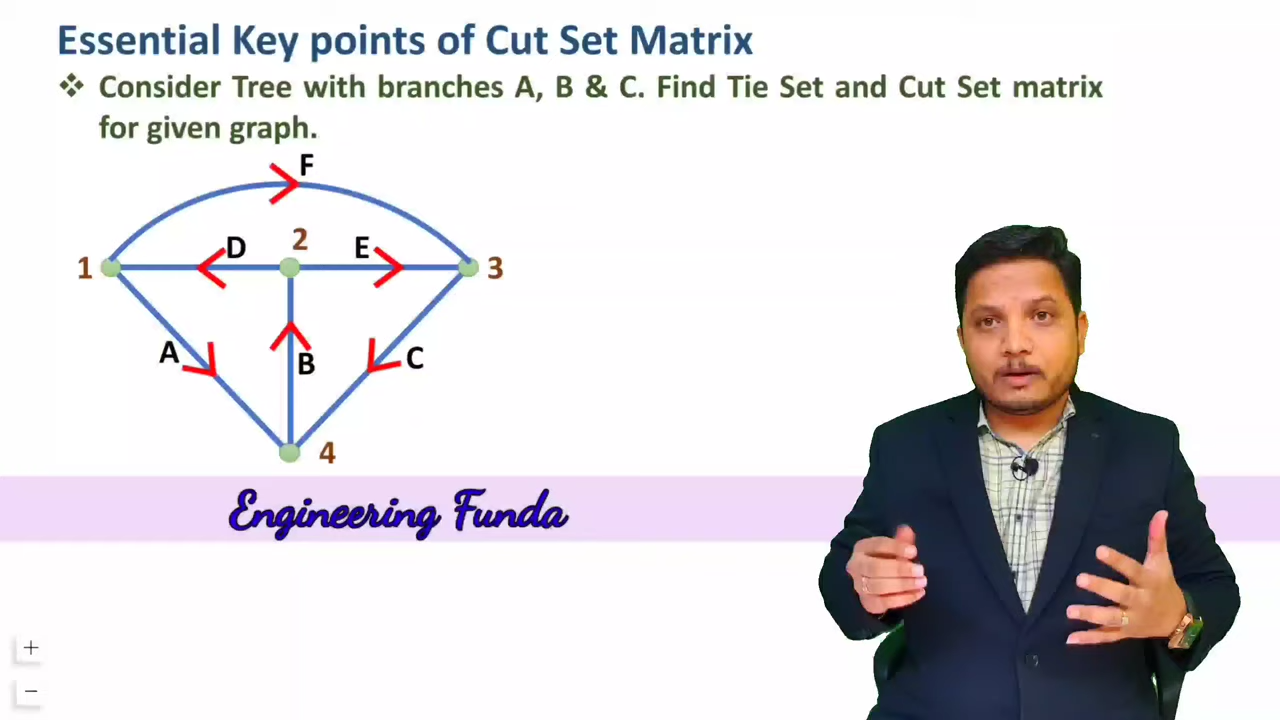 Essential Key points of Cut Set Matrix
❖ Consider Tree with branches A, B & C. Find Tie Set and Cut Set matrix
for given graph.
F
D 2 E
1 3
A B C
4
Engineering Funda
+
−